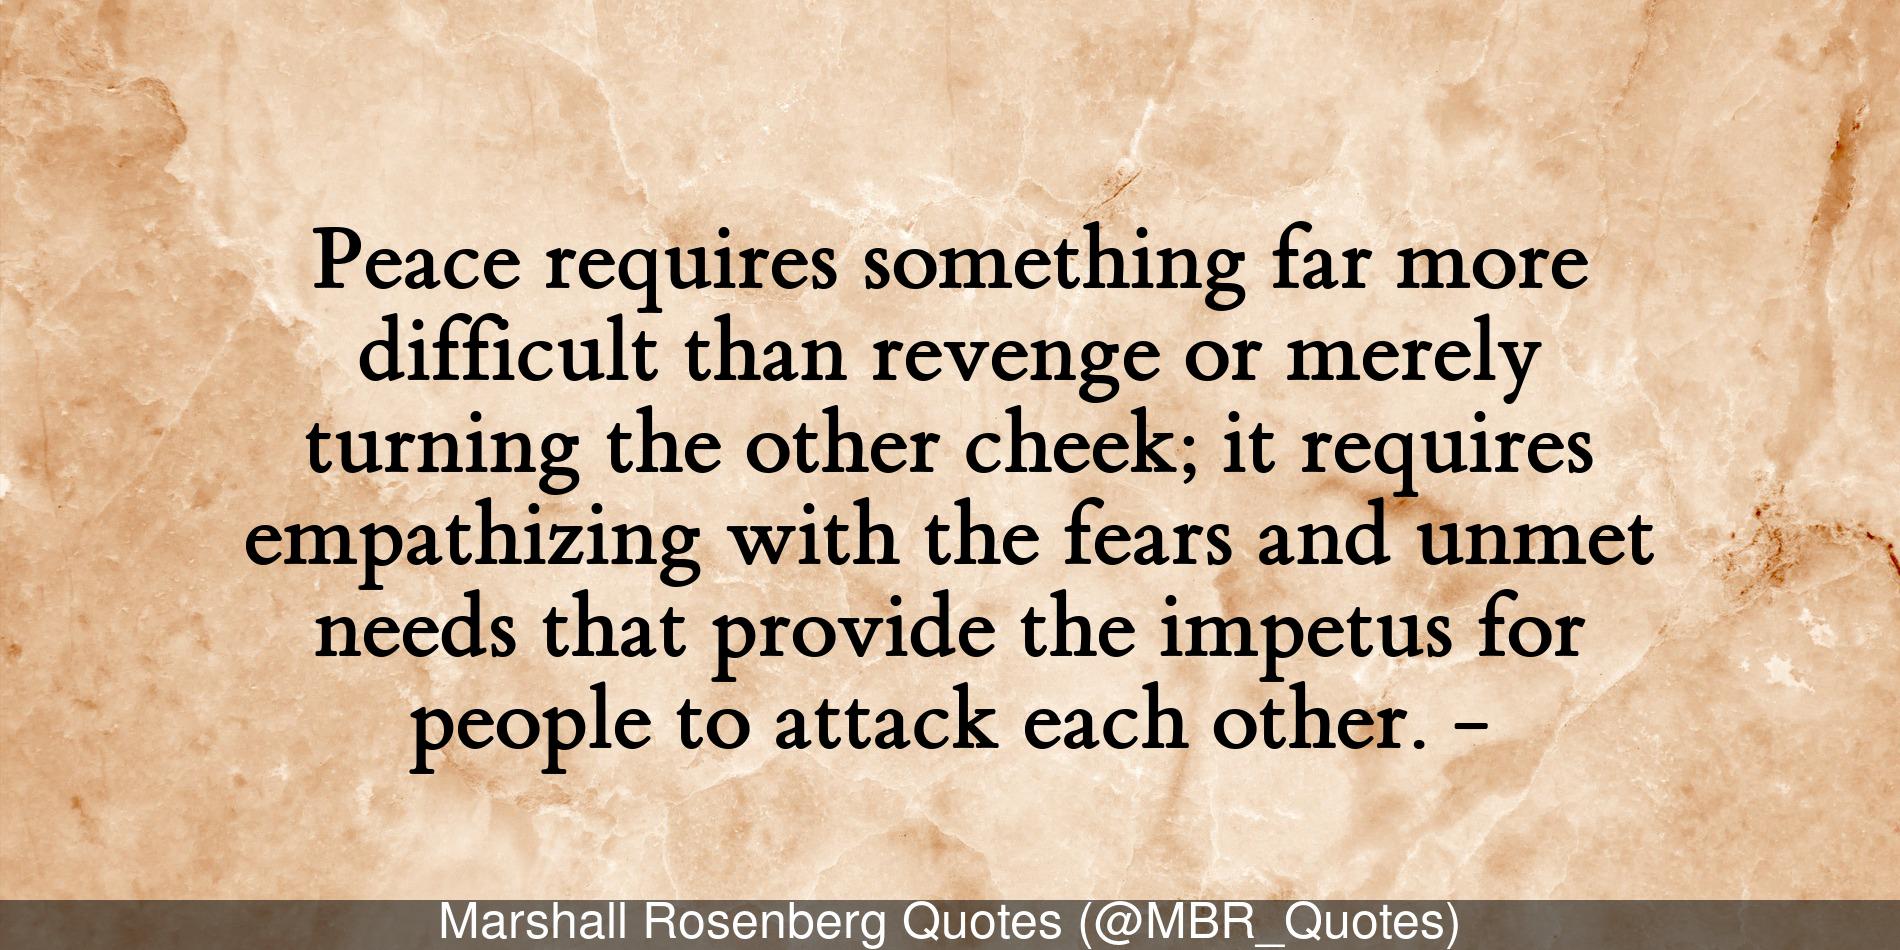 Peace requires something far more
difficult than revenge or merely
turning the other cheek; it requires
empathizing with the fears and unmet
needs that provide the impetus for
people to attack each other. –
Marshall Rosenberg Quotes (@MBR_Quotes)